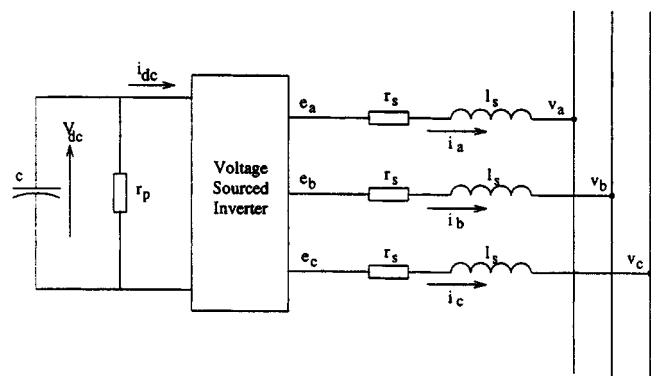 i_dc
V_dc
c
r_p
Voltage
Sourced
Inverter
e_a
r_s
l_s
v_a
i_a
e_b
r_s
l_s
v_b
i_b
e_c
r_s
l_s
v_c
i_c